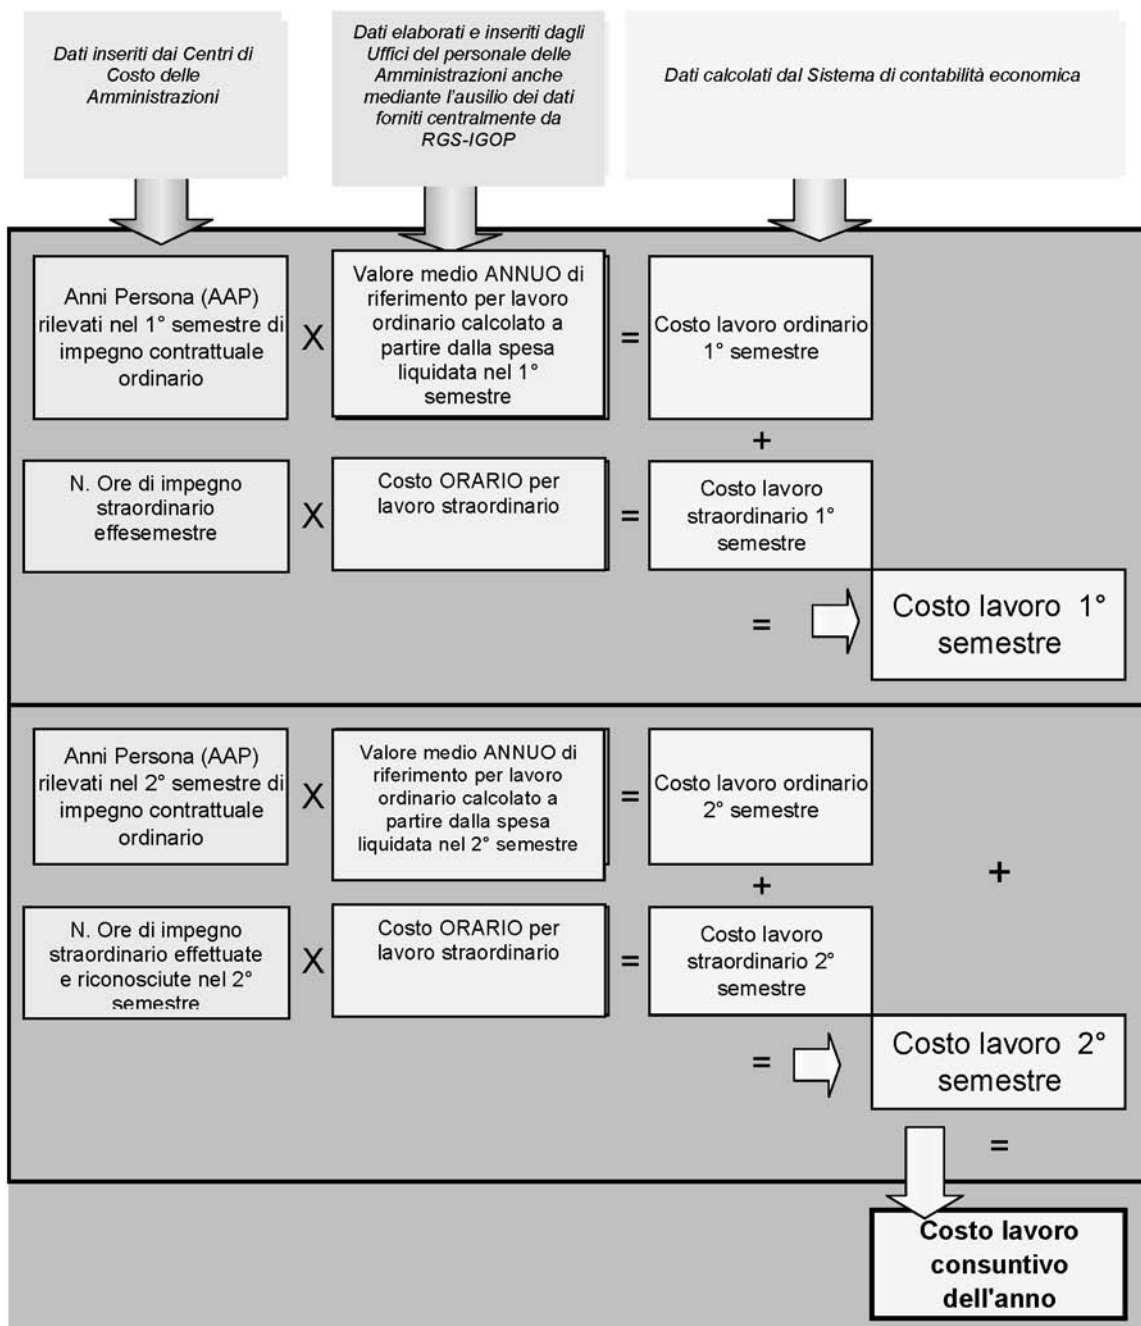 Dati inseriti dai Centri di
Costo delle
Amministrazioni
Dati elaborati e inseriti dagli
Uffici del personale delle
Amministrazioni anche
mediante l'ausilio dei dati
forniti centralmente da
RGS-IGOP
Dati calcolati dal Sistema di contabilità economica
Anni Persona (AAP)
rilevati nel 1° semestre di
impegno contrattuale
ordinario
X
Valore medio ANNUO di
riferimento per lavoro
ordinario calcolato a
partire dalla spesa
liquidata nel 1°
semestre
=
Costo lavoro ordinario
1° semestre
+
N. Ore di impegno
straordinario
effesemestre
X
Costo ORARIO per
lavoro straordinario
=
Costo lavoro
straordinario 1°
semestre
=
Costo lavoro 1°
semestre
Anni Persona (AAP)
rilevati nel 2° semestre di
impegno contrattuale
ordinario
X
Valore medio ANNUO di
riferimento per lavoro
ordinario calcolato a
partire dalla spesa
liquidata nel 2° semestre
=
Costo lavoro ordinario
2° semestre
+
+
N. Ore di impegno
straordinario effettuate
e riconosciute nel 2°
semestre
X
Costo ORARIO per
lavoro straordinario
=
Costo lavoro
straordinario 2°
semestre
=
Costo lavoro 2°
semestre
=
Costo lavoro
consuntivo
dell'anno